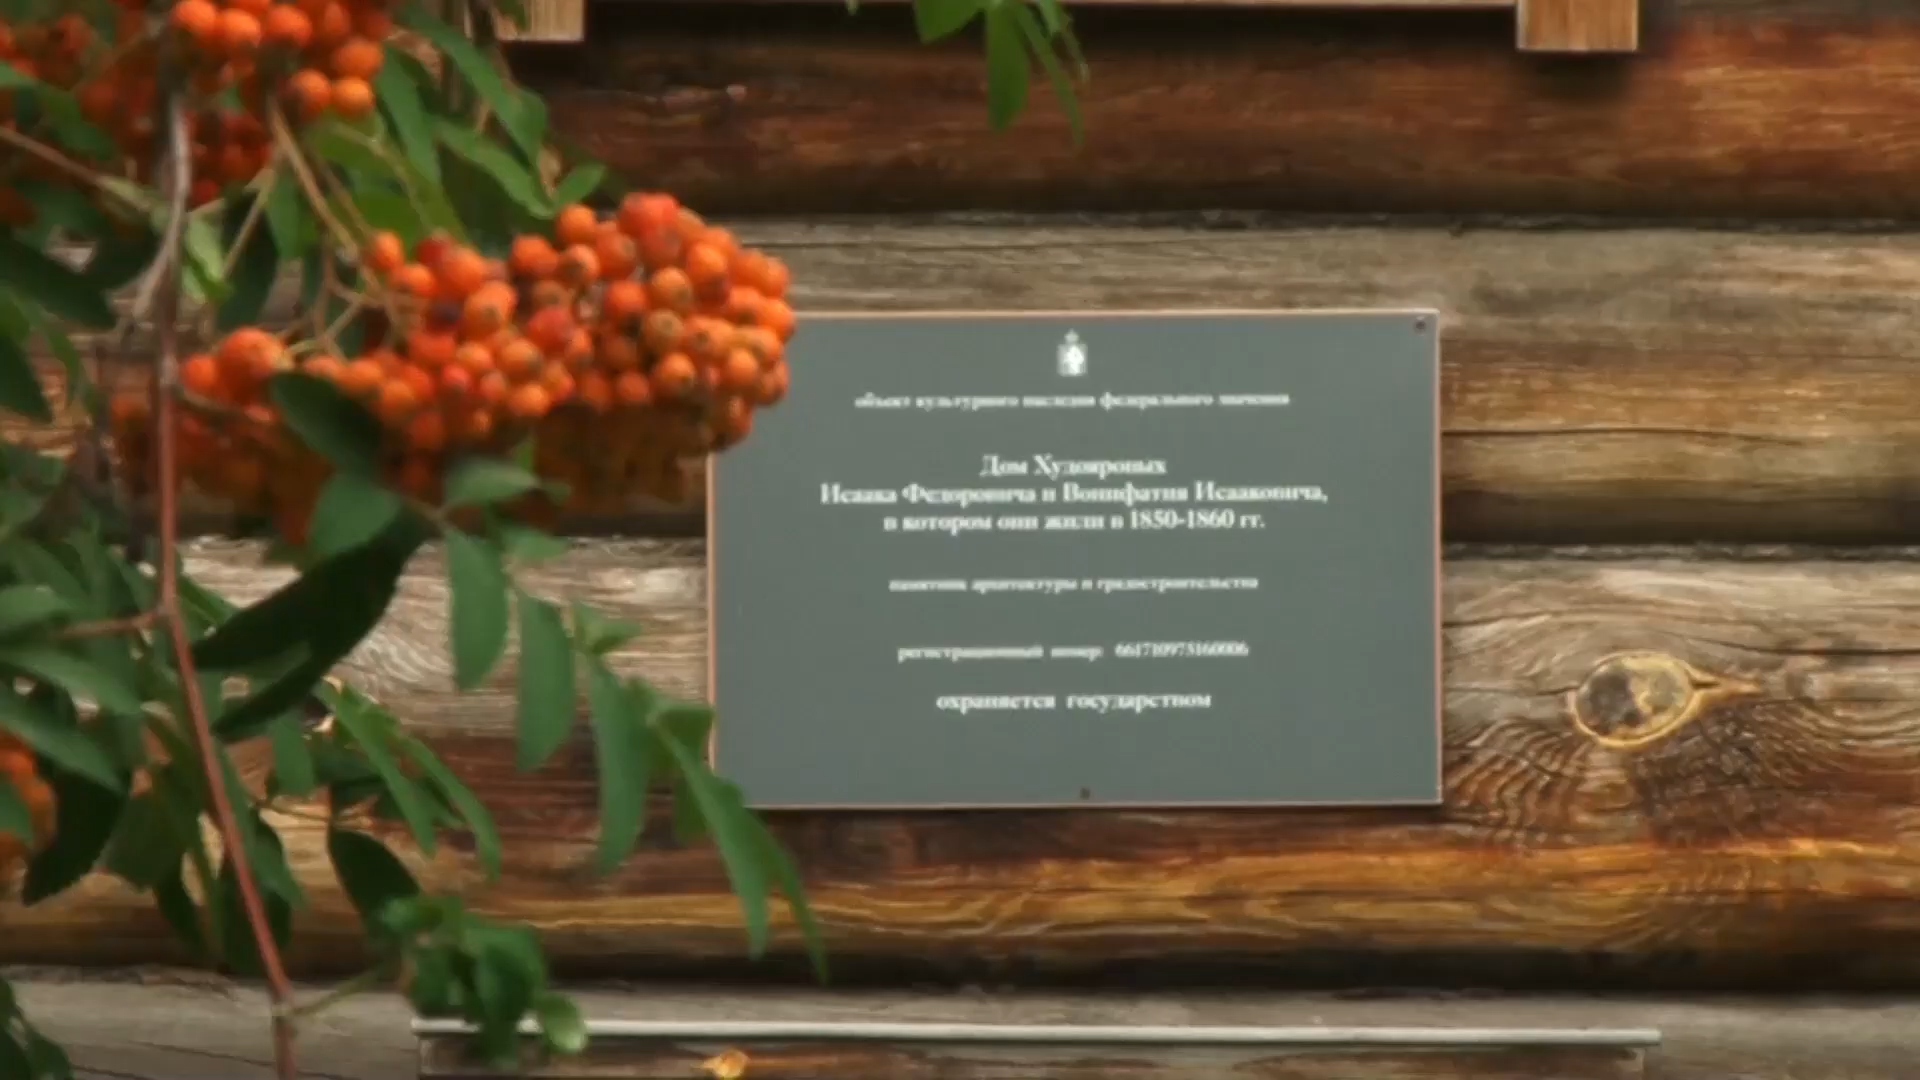 объект культурного наследия федерального значения
Дом Худояровых
Исаака Федоровича и Вонифатия Исааковича,
в котором они жили в 1850-1860 гг.
памятник архитектуры и градостроительства
регистрационный номер: 661710973160006
охраняется государством